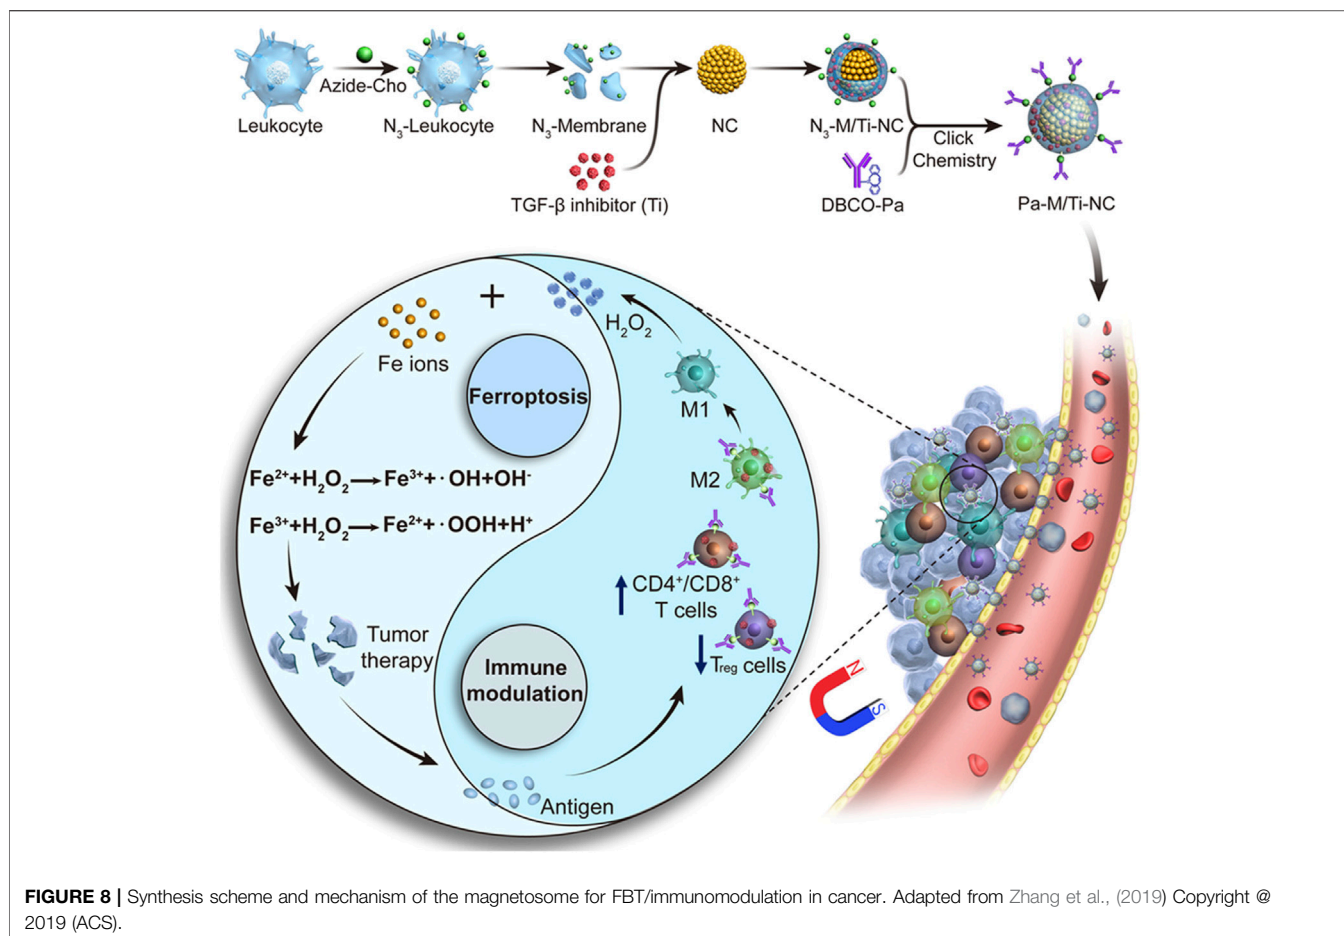 Leukocyte
Azide-Cho
N₃-Leukocyte
N₃-Membrane
TGF-β inhibitor (Ti)
NC
N₃-M/Ti-NC
DBCO-Pa
Click
Chemistry
Pa-M/Ti-NC
+
Fe ions
H₂O₂
Ferroptosis
M1
M2
Fe²⁺+H₂O₂→Fe³⁺+·OH+OH⁻
Fe³⁺+H₂O₂→Fe²⁺+·OOH+H⁺
CD4⁺/CD8⁺
T cells
Treg cells
Tumor
therapy
Immune
modulation
Antigen
N
S
FIGURE 8 | Synthesis scheme and mechanism of the magnetosome for FBT/immunomodulation in cancer. Adapted from Zhang et al., (2019) Copyright @
2019 (ACS).